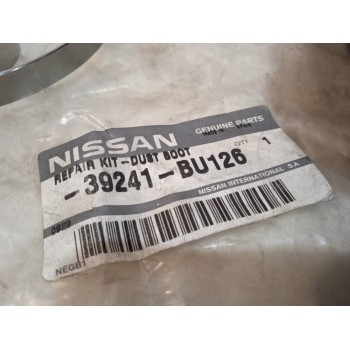 NISSAN
GENUINE PARTS
REPAIR KIT-DUST BOOT
-39241-BU126
QTY
1
NISSAN INTERNATIONAL S.A